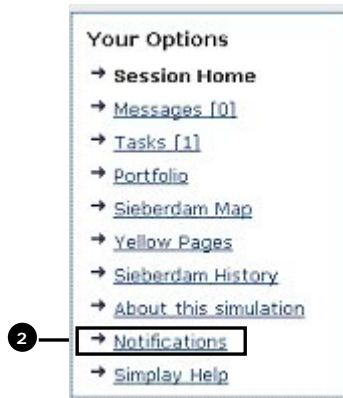 Your Options
→ Session Home
→ Messages [0]
→ Tasks [1]
→ Portfolio
→ Sieberdam Map
→ Yellow Pages
→ Sieberdam History
→ About this simulation
2
→ Notifications
→ Simplay Help